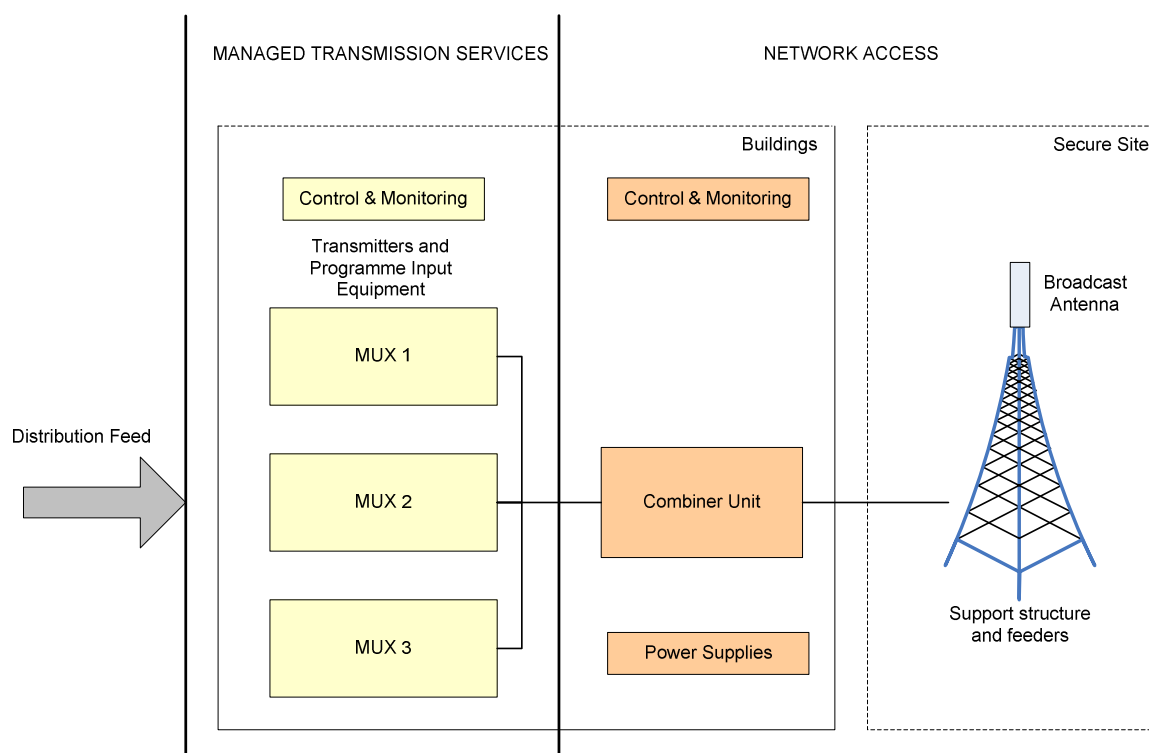 MANAGED TRANSMISSION SERVICES
NETWORK ACCESS
Buildings
Secure Site
Control & Monitoring
Control & Monitoring
Transmitters and
Programme Input
Equipment
Broadcast
Antenna
MUX 1
Distribution Feed
MUX 2
Combiner Unit
Support structure
and feeders
MUX 3
Power Supplies